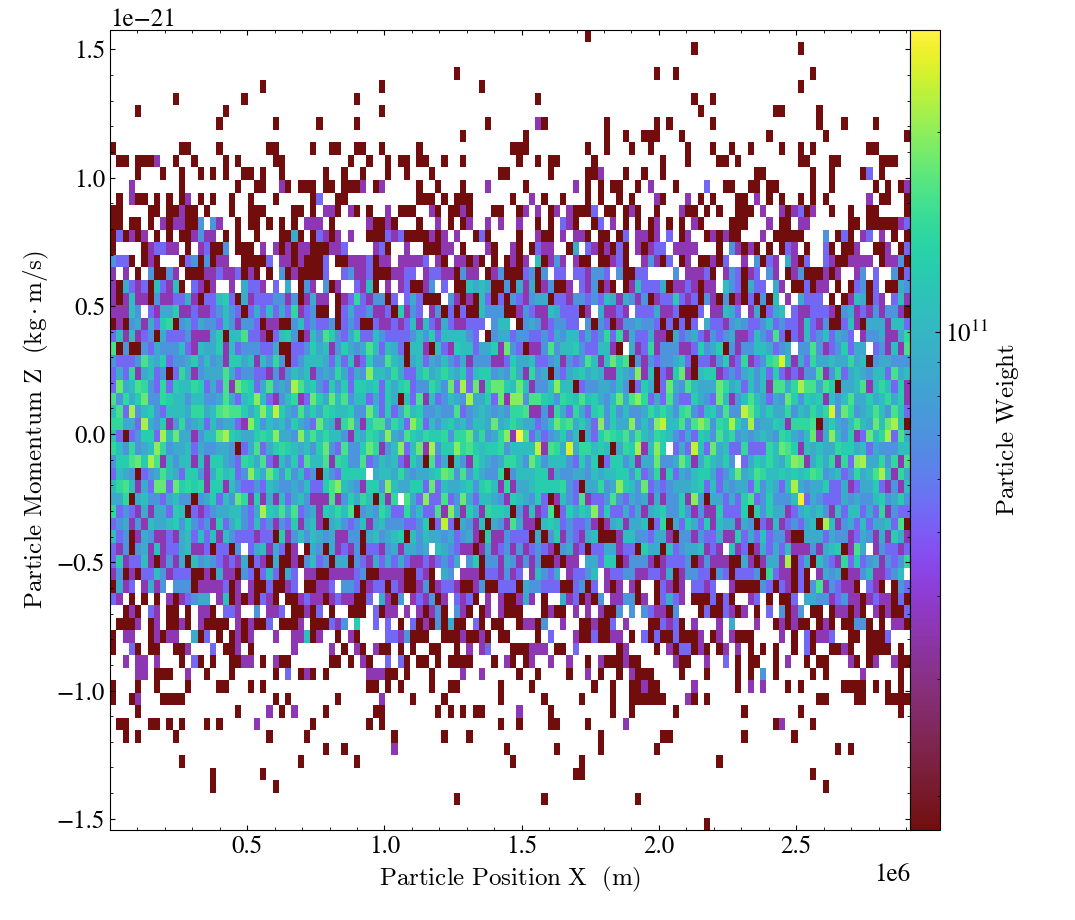 1e−21
1.5
1.0
0.5
0.0
−0.5
−1.0
−1.5
Particle Momentum Z (kg · m/s)
0.5 1.0 1.5 2.0 2.5
1e6
Particle Position X (m)
10¹¹
Particle Weight